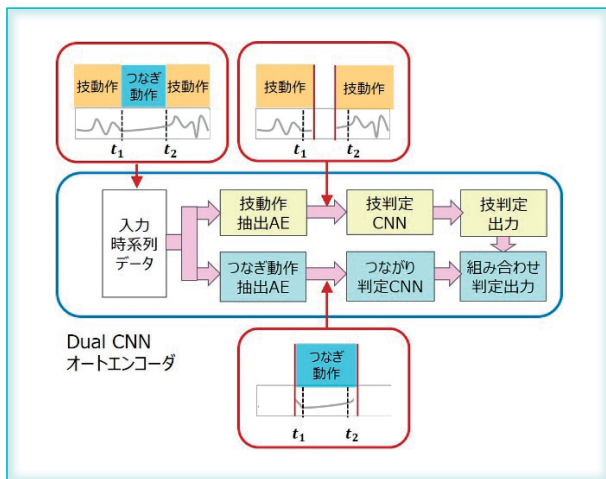 技動作
つなぎ
動作
技動作
t₁
t₂
技動作
技動作
t₁
t₂
入力
時系列
データ
技動作
抽出AE
技判定
CNN
技判定
出力
つなぎ動作
抽出AE
つながり
判定CNN
組み合わせ
判定出力
Dual CNN
オートエンコーダ
つなぎ
動作
t₁
t₂